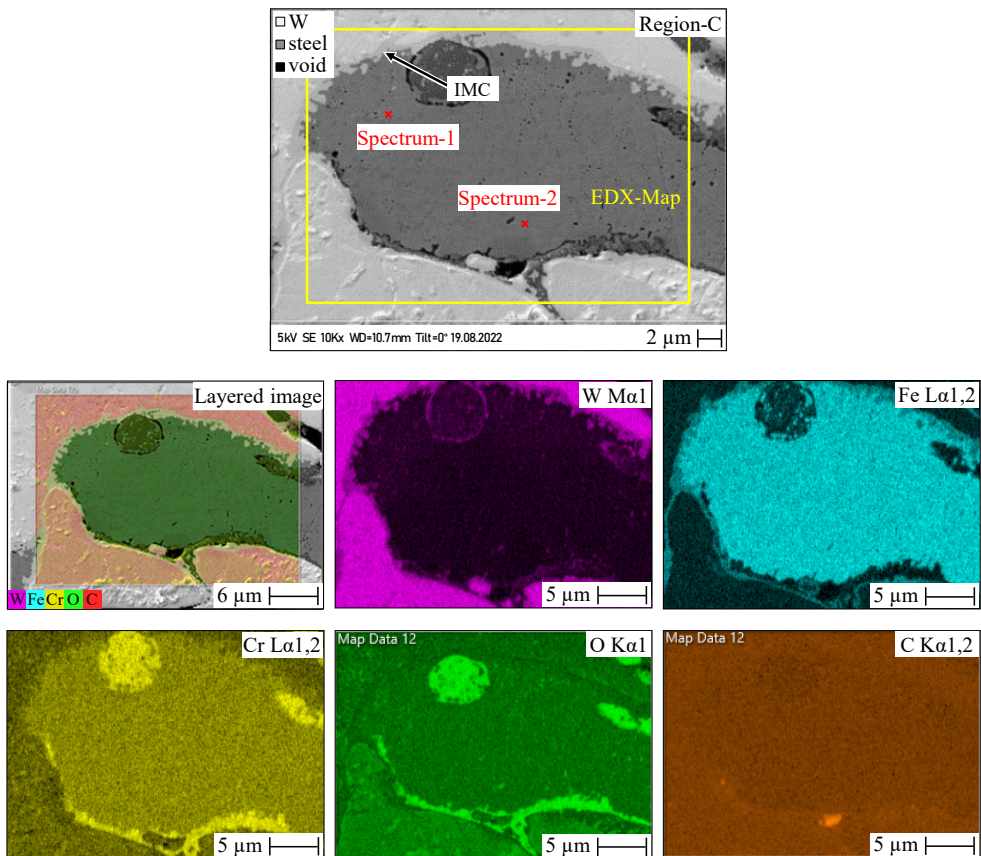 W
steel
void
Region-C
IMC
Spectrum-1
Spectrum-2
EDX-Map
5kV SE 10Kx WD=10.7mm Tilt=0° 19.08.2022
2 µm
Layered image
W Fe Cr O C
6 µm
W Mα1
5 µm
Fe Lα1,2
5 µm
Cr Lα1,2
5 µm
Map Data 12
O Kα1
5 µm
Map Data 12
C Kα1,2
5 µm